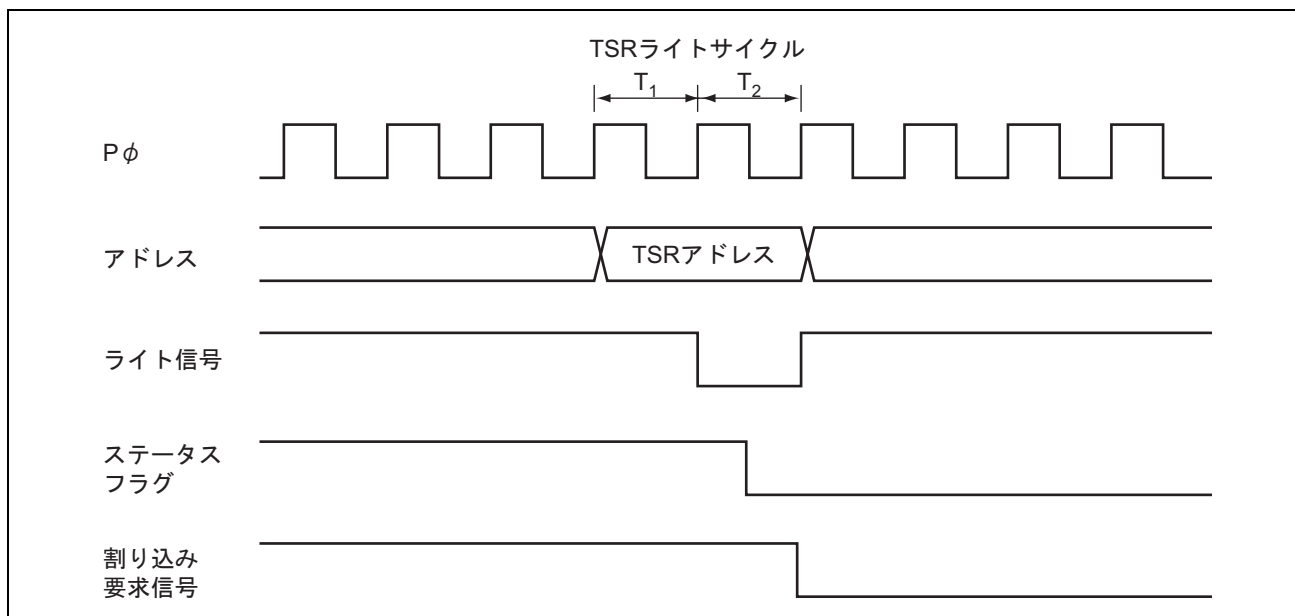 TSRライトサイクル
T1 T2
Pφ
アドレス
TSRアドレス
ライト信号
ステータス
フラグ
割り込み
要求信号